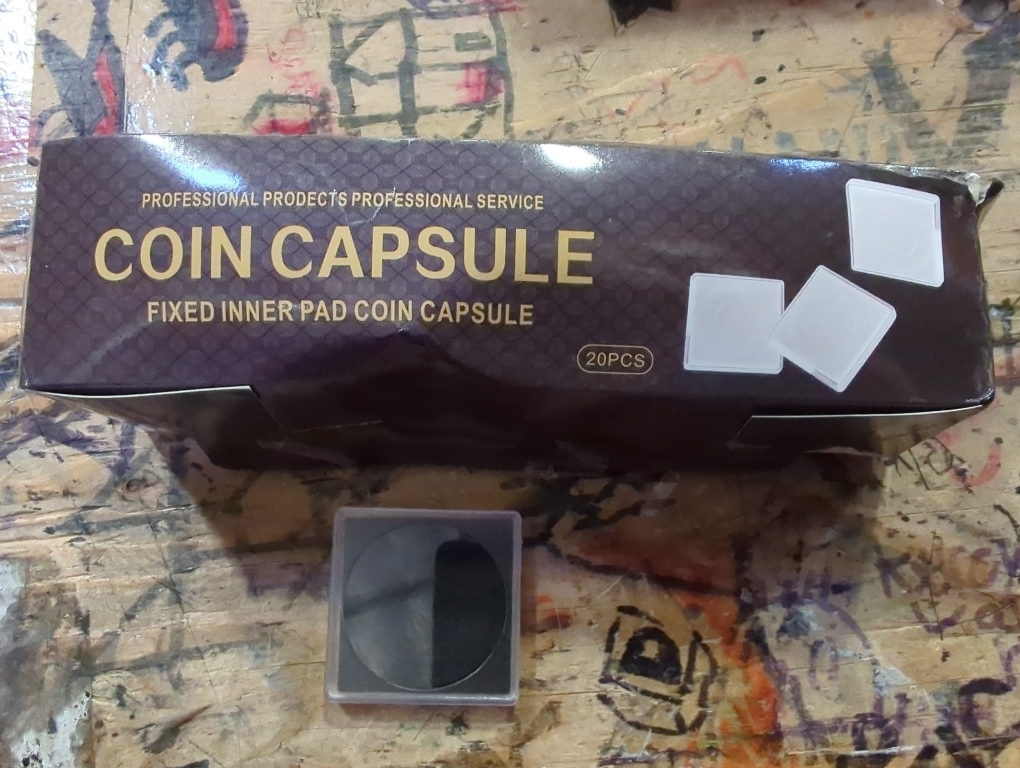 PROFESSIONAL PRODECTS PROFESSIONAL SERVICE
COIN CAPSULE
FIXED INNER PAD COIN CAPSULE
20PCS